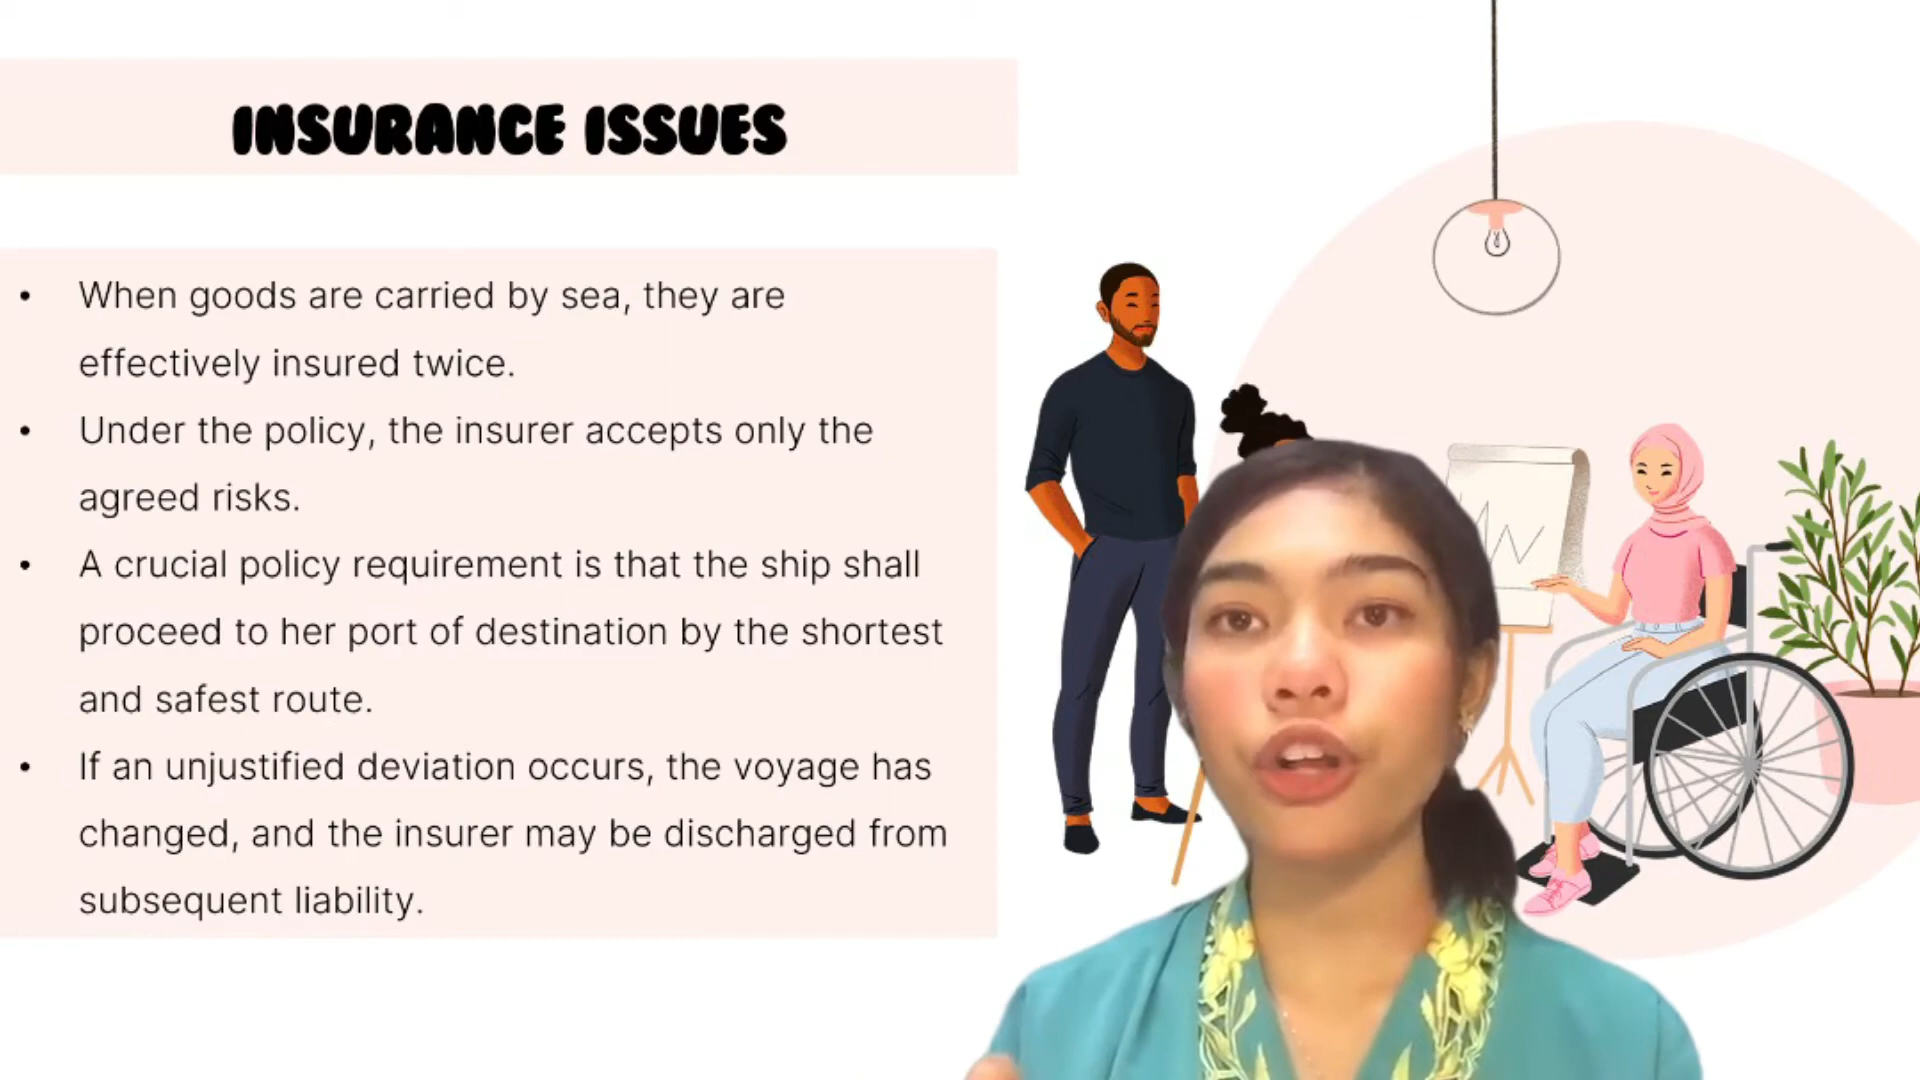 INSURANCE ISSUES
• When goods are carried by sea, they are
effectively insured twice.
• Under the policy, the insurer accepts only the
agreed risks.
• A crucial policy requirement is that the ship shall
proceed to her port of destination by the shortest
and safest route.
• If an unjustified deviation occurs, the voyage has
changed, and the insurer may be discharged from
subsequent liability.